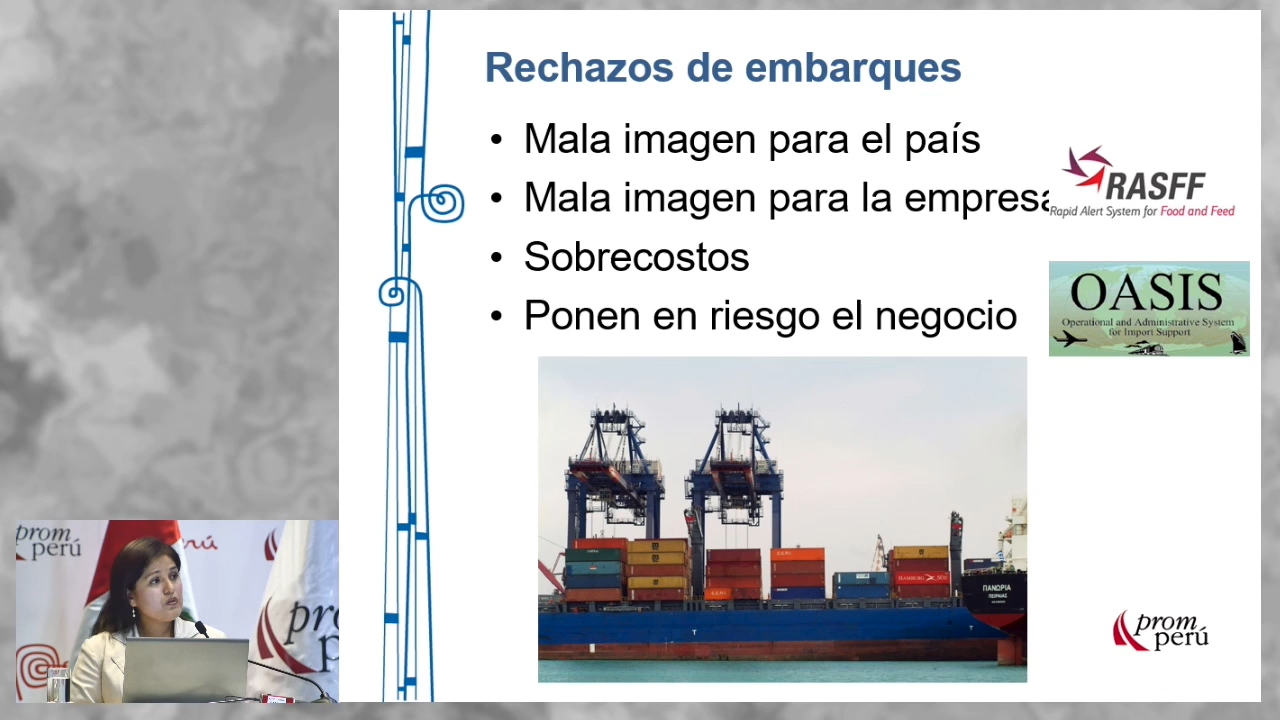 Rechazos de embarques
• Mala imagen para el país
• Mala imagen para la empresa
• Sobrecostos
• Ponen en riesgo el negocio
RASFF
Rapid Alert System for Food and Feed
OASIS
Operational and Administrative System
for Import Support
HAMBURG SÜD
ΠΑΝΩΡΙΑ
ΠΕΙΡΑΙΑΣ
prom
perú
prom
perú